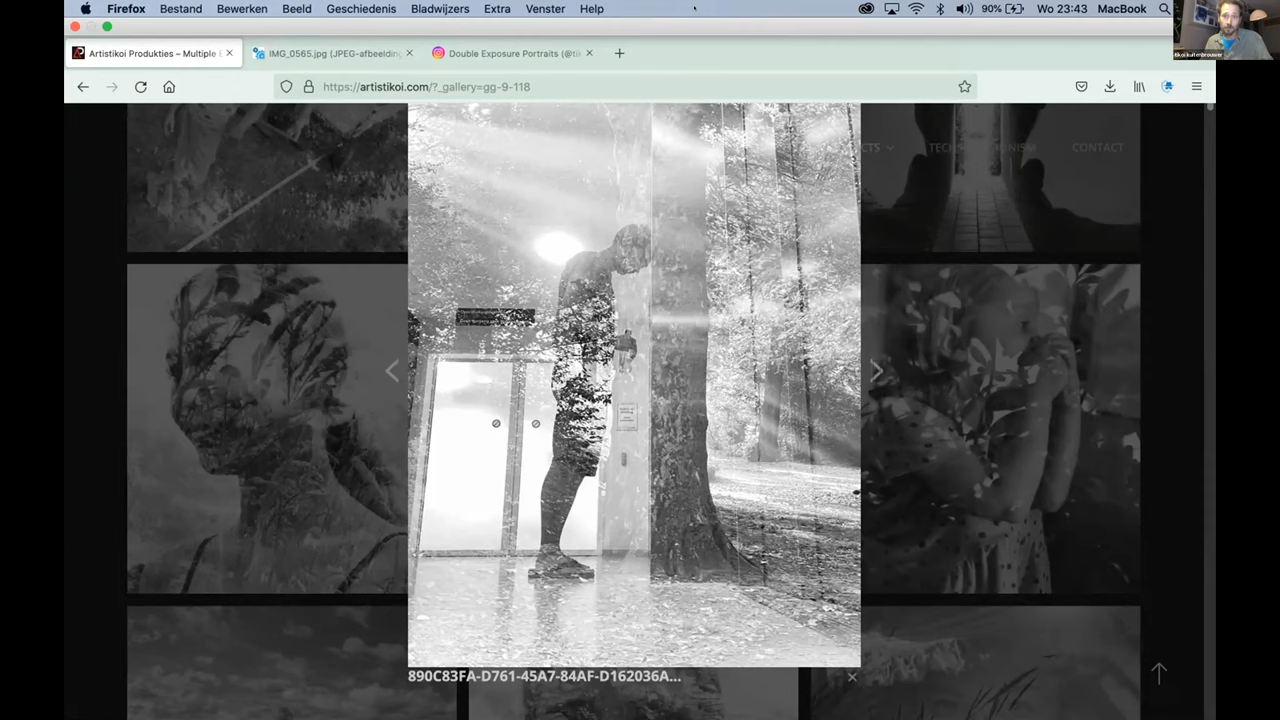 Firefox Bestand Bewerken Beeld Geschiedenis Bladwijzers Extra Venster Help 90% Wo 23:43 MacBook
Artistikoi Produkties – Multiple E IMG_0565.jpg (JPEG-afbeelding Double Exposure Portraits (@ti
https://artistikoi.com/?_gallery=gg-9-118
CONTACT
890C83FA-D761-45A7-84AF-D162036A...